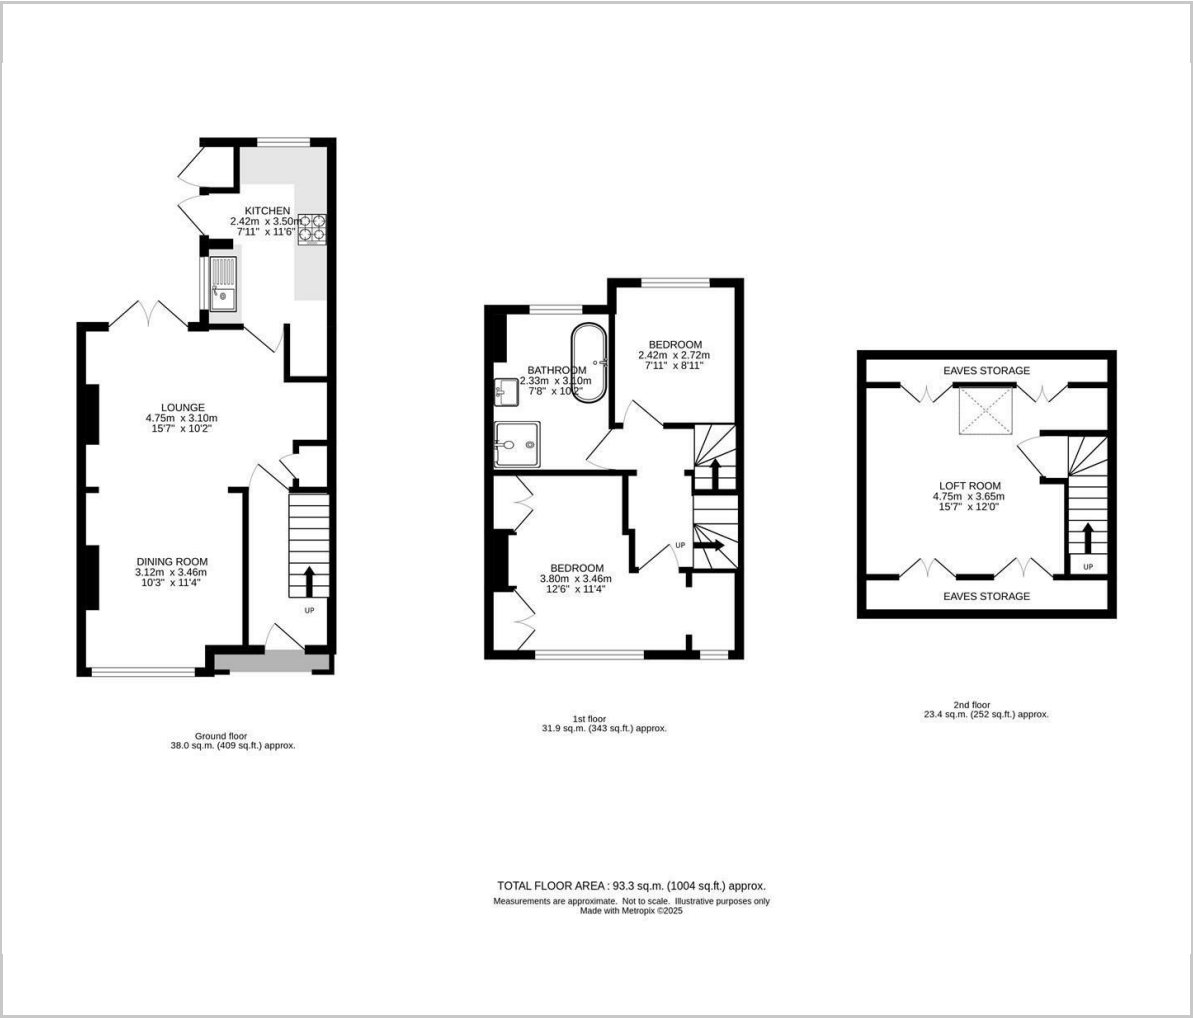 KITCHEN
2.42m x 3.50m
7'11" x 11'6"
LOUNGE
4.75m x 3.10m
15'7" x 10'2"
DINING ROOM
3.12m x 3.46m
10'3" x 11'4"
UP
Ground floor
38.0 sq.m. (409 sq.ft.) approx.
BEDROOM
2.42m x 2.72m
7'11" x 8'11"
BATHROOM
2.33m x 3.10m
7'8" x 10'2"
UP
BEDROOM
3.80m x 3.46m
12'6" x 11'4"
1st floor
31.9 sq.m. (343 sq.ft.) approx.
EAVES STORAGE
LOFT ROOM
4.75m x 3.65m
15'7" x 12'0"
UP
EAVES STORAGE
2nd floor
23.4 sq.m. (252 sq.ft.) approx.
TOTAL FLOOR AREA : 93.3 sq.m. (1004 sq.ft.) approx.
Measurements are approximate. Not to scale. Illustrative purposes only
Made with Metropix ©2025